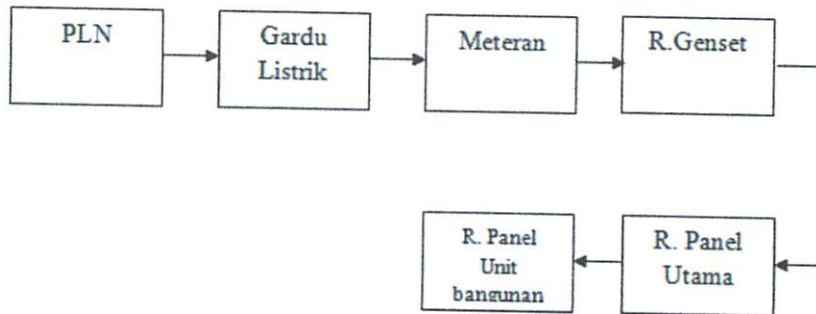 PLN
Gardu
Listrik
Meteran
R.Genset
R. Panel
Utama
R. Panel
Unit
bangunan